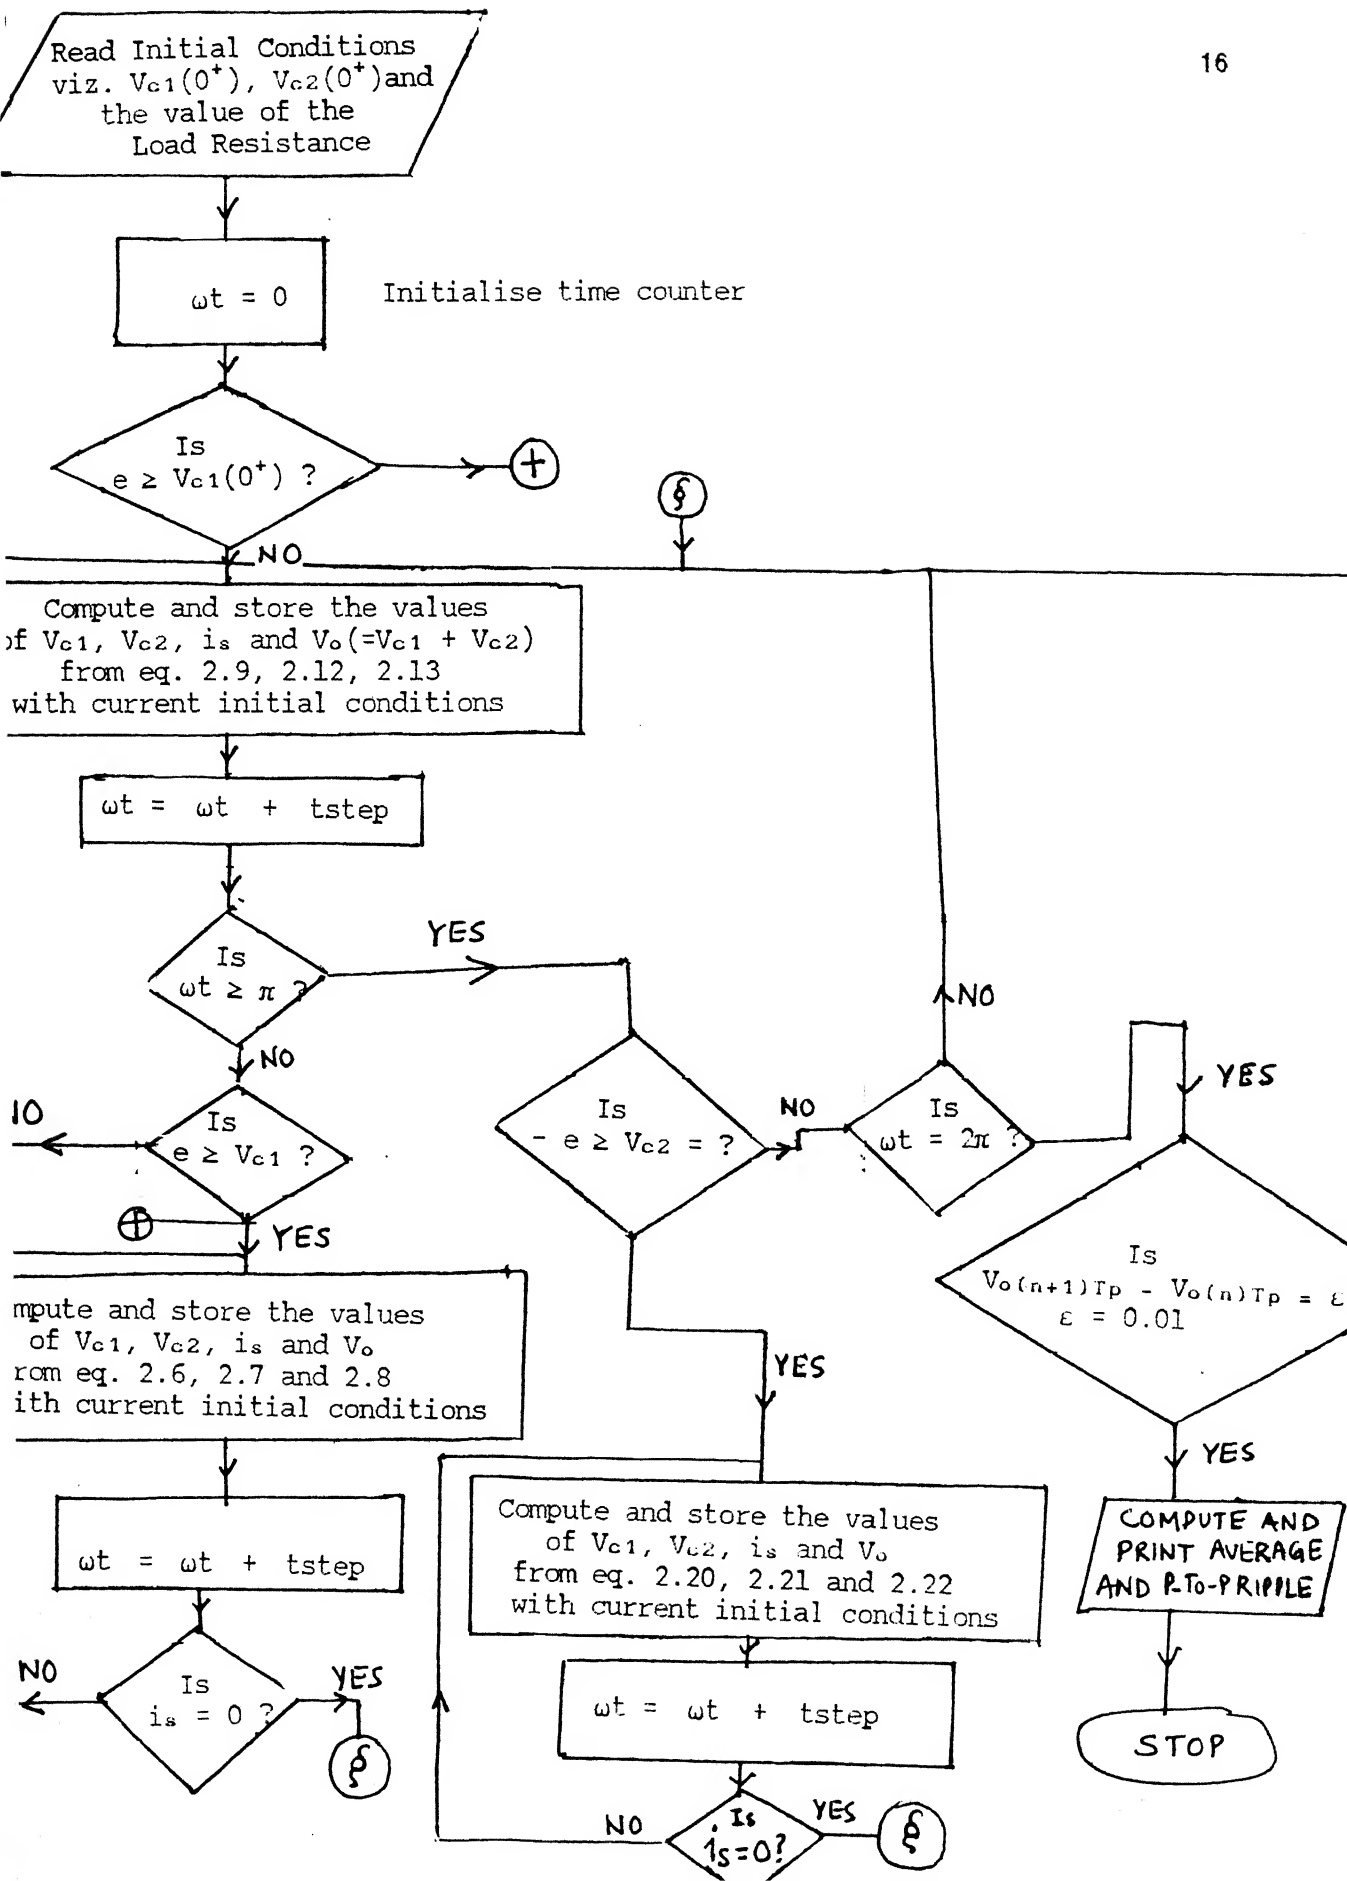 16
Read Initial Conditions
viz. Vc1(0+), Vc2(0+)and
the value of the
Load Resistance
ωt = 0
Initialise time counter
Is
e ≥ Vc1(0+) ?
+
§
NO
Compute and store the values
of Vc1, Vc2, is and Vo(=Vc1 + Vc2)
from eq. 2.9, 2.12, 2.13
with current initial conditions
ωt = ωt + tstep
Is
ωt ≥ π ?
YES
NO
Is
e ≥ Vc1 ?
+
YES
mpute and store the values
of Vc1, Vc2, is and Vo
rom eq. 2.6, 2.7 and 2.8
ith current initial conditions
ωt = ωt + tstep
Is
is = 0 ?
NO
YES
§
Is
- e ≥ Vc2 = ?
NO
YES
Compute and store the values
of Vc1, Vc2, is and Vo
from eq. 2.20, 2.21 and 2.22
with current initial conditions
ωt = ωt + tstep
Is
is=0?
NO
YES
§
Is
ωt = 2π ?
NO
YES
Is
Vo(n+1)Tp - Vo(n)Tp = ε
ε = 0.01
YES
COMPUTE AND
PRINT AVERAGE
AND P-TO-P RIPPLE
STOP